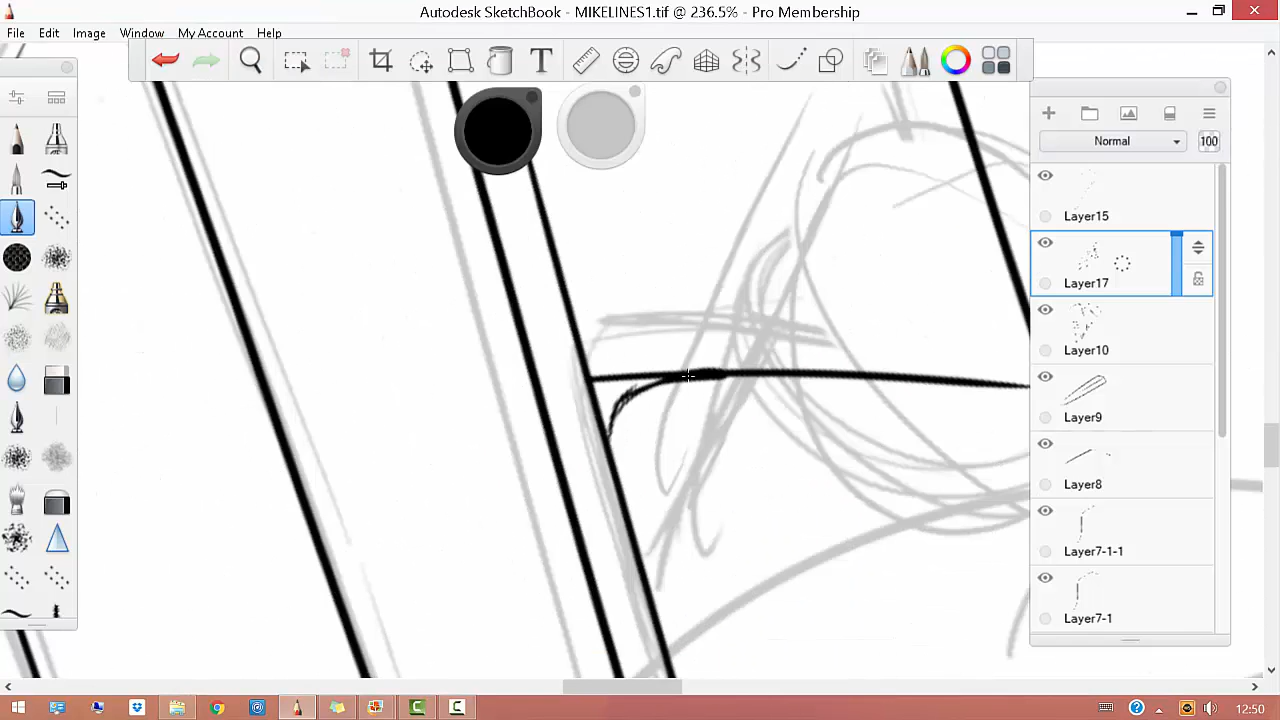 Autodesk SketchBook - MIKELINES1.tif @ 236.5% - Pro Membership
File Edit Image Window My Account Help
T
Normal 100
Layer15
Layer17
Layer10
Layer9
Layer8
Layer7-1-1
Layer7-1
12:50